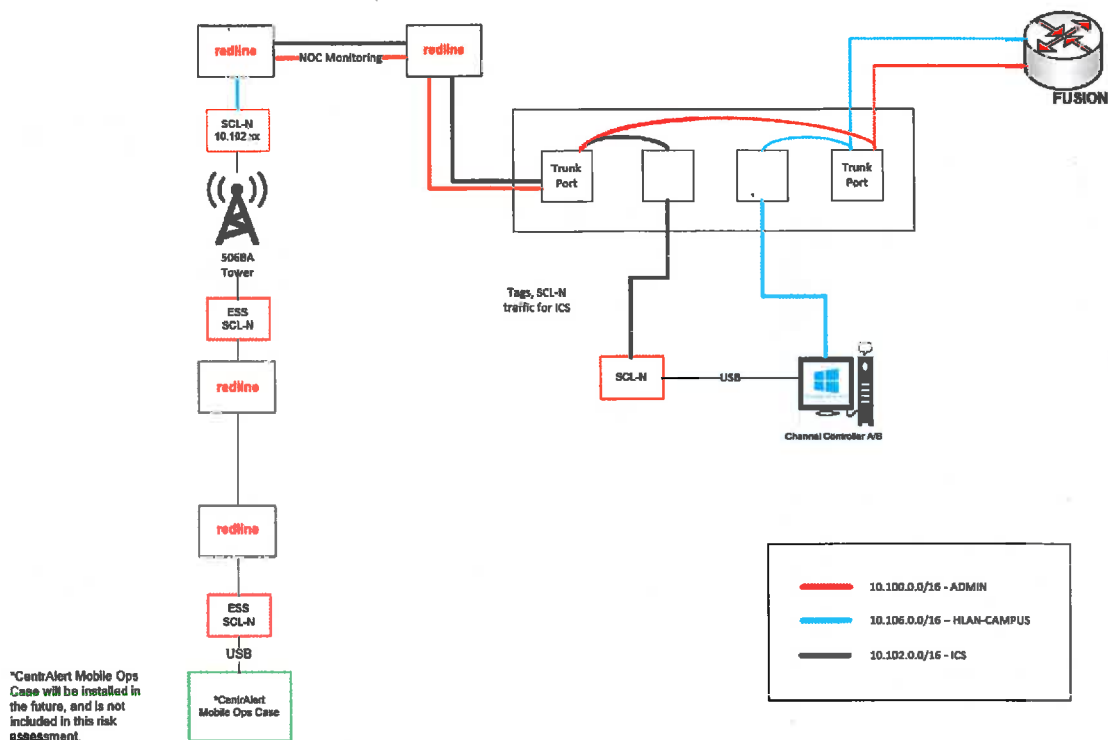 redline
NOC Monitoring
redline
FUSION
SCL-N
10.102.xx
Trunk
Port
Trunk
Port
506BA
Tower
Tags, SCL-N
traffic for ICS
ESS
SCL-N
redline
SCL-N
USB
Channel Controller A/B
redline
ESS
SCL-N
USB
10.100.0.0/16 - ADMIN
10.106.0.0/16 – HLAN-CAMPUS
10.102.0.0/16 - ICS
*CentrAlert Mobile Ops
Case will be installed in
the future, and is not
included in this risk
assessment.
*CentrAlert
Mobile Ops Case